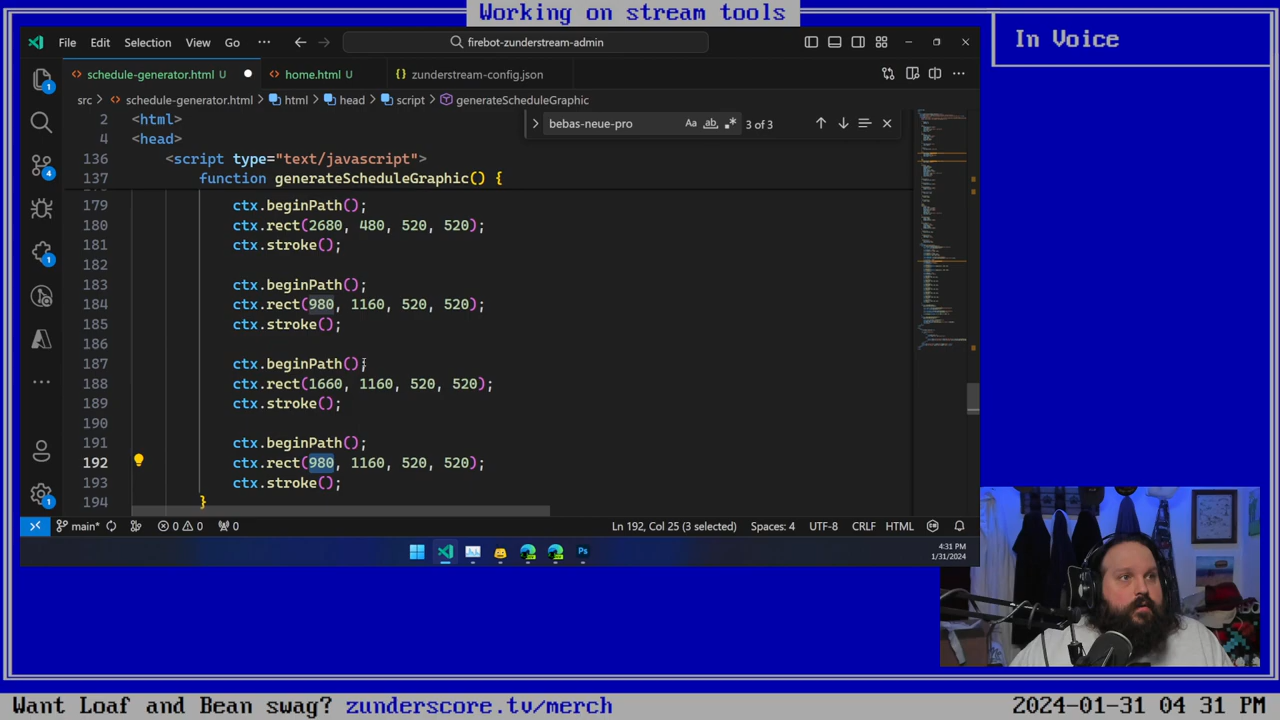 Working on stream tools
In Voice
File Edit Selection View Go ··· firebot-zunderstream-admin
schedule-generator.html U home.html U zunderstream-config.json
src > schedule-generator.html > html > head > script > generateScheduleGraphic
bebas-neue-pro Aa ab .* 3 of 3
2 <html>
4 <head>
136 <script type="text/javascript">
137 function generateScheduleGraphic() {
179 ctx.beginPath();
180 ctx.rect(2680, 480, 520, 520);
181 ctx.stroke();
182
183 ctx.beginPath();
184 ctx.rect(980, 1160, 520, 520);
185 ctx.stroke();
186
187 ctx.beginPath();
188 ctx.rect(1660, 1160, 520, 520);
189 ctx.stroke();
190
191 ctx.beginPath();
192 ctx.rect(980, 1160, 520, 520);
193 ctx.stroke();
194 }
1
4
1
1
main* 0 0 0 Ln 192, Col 25 (3 selected) Spaces: 4 UTF-8 CRLF HTML
4:31 PM
1/31/2024
Want Loaf and Bean swag? zunderscore.tv/merch 2024-01-31 04 31 PM